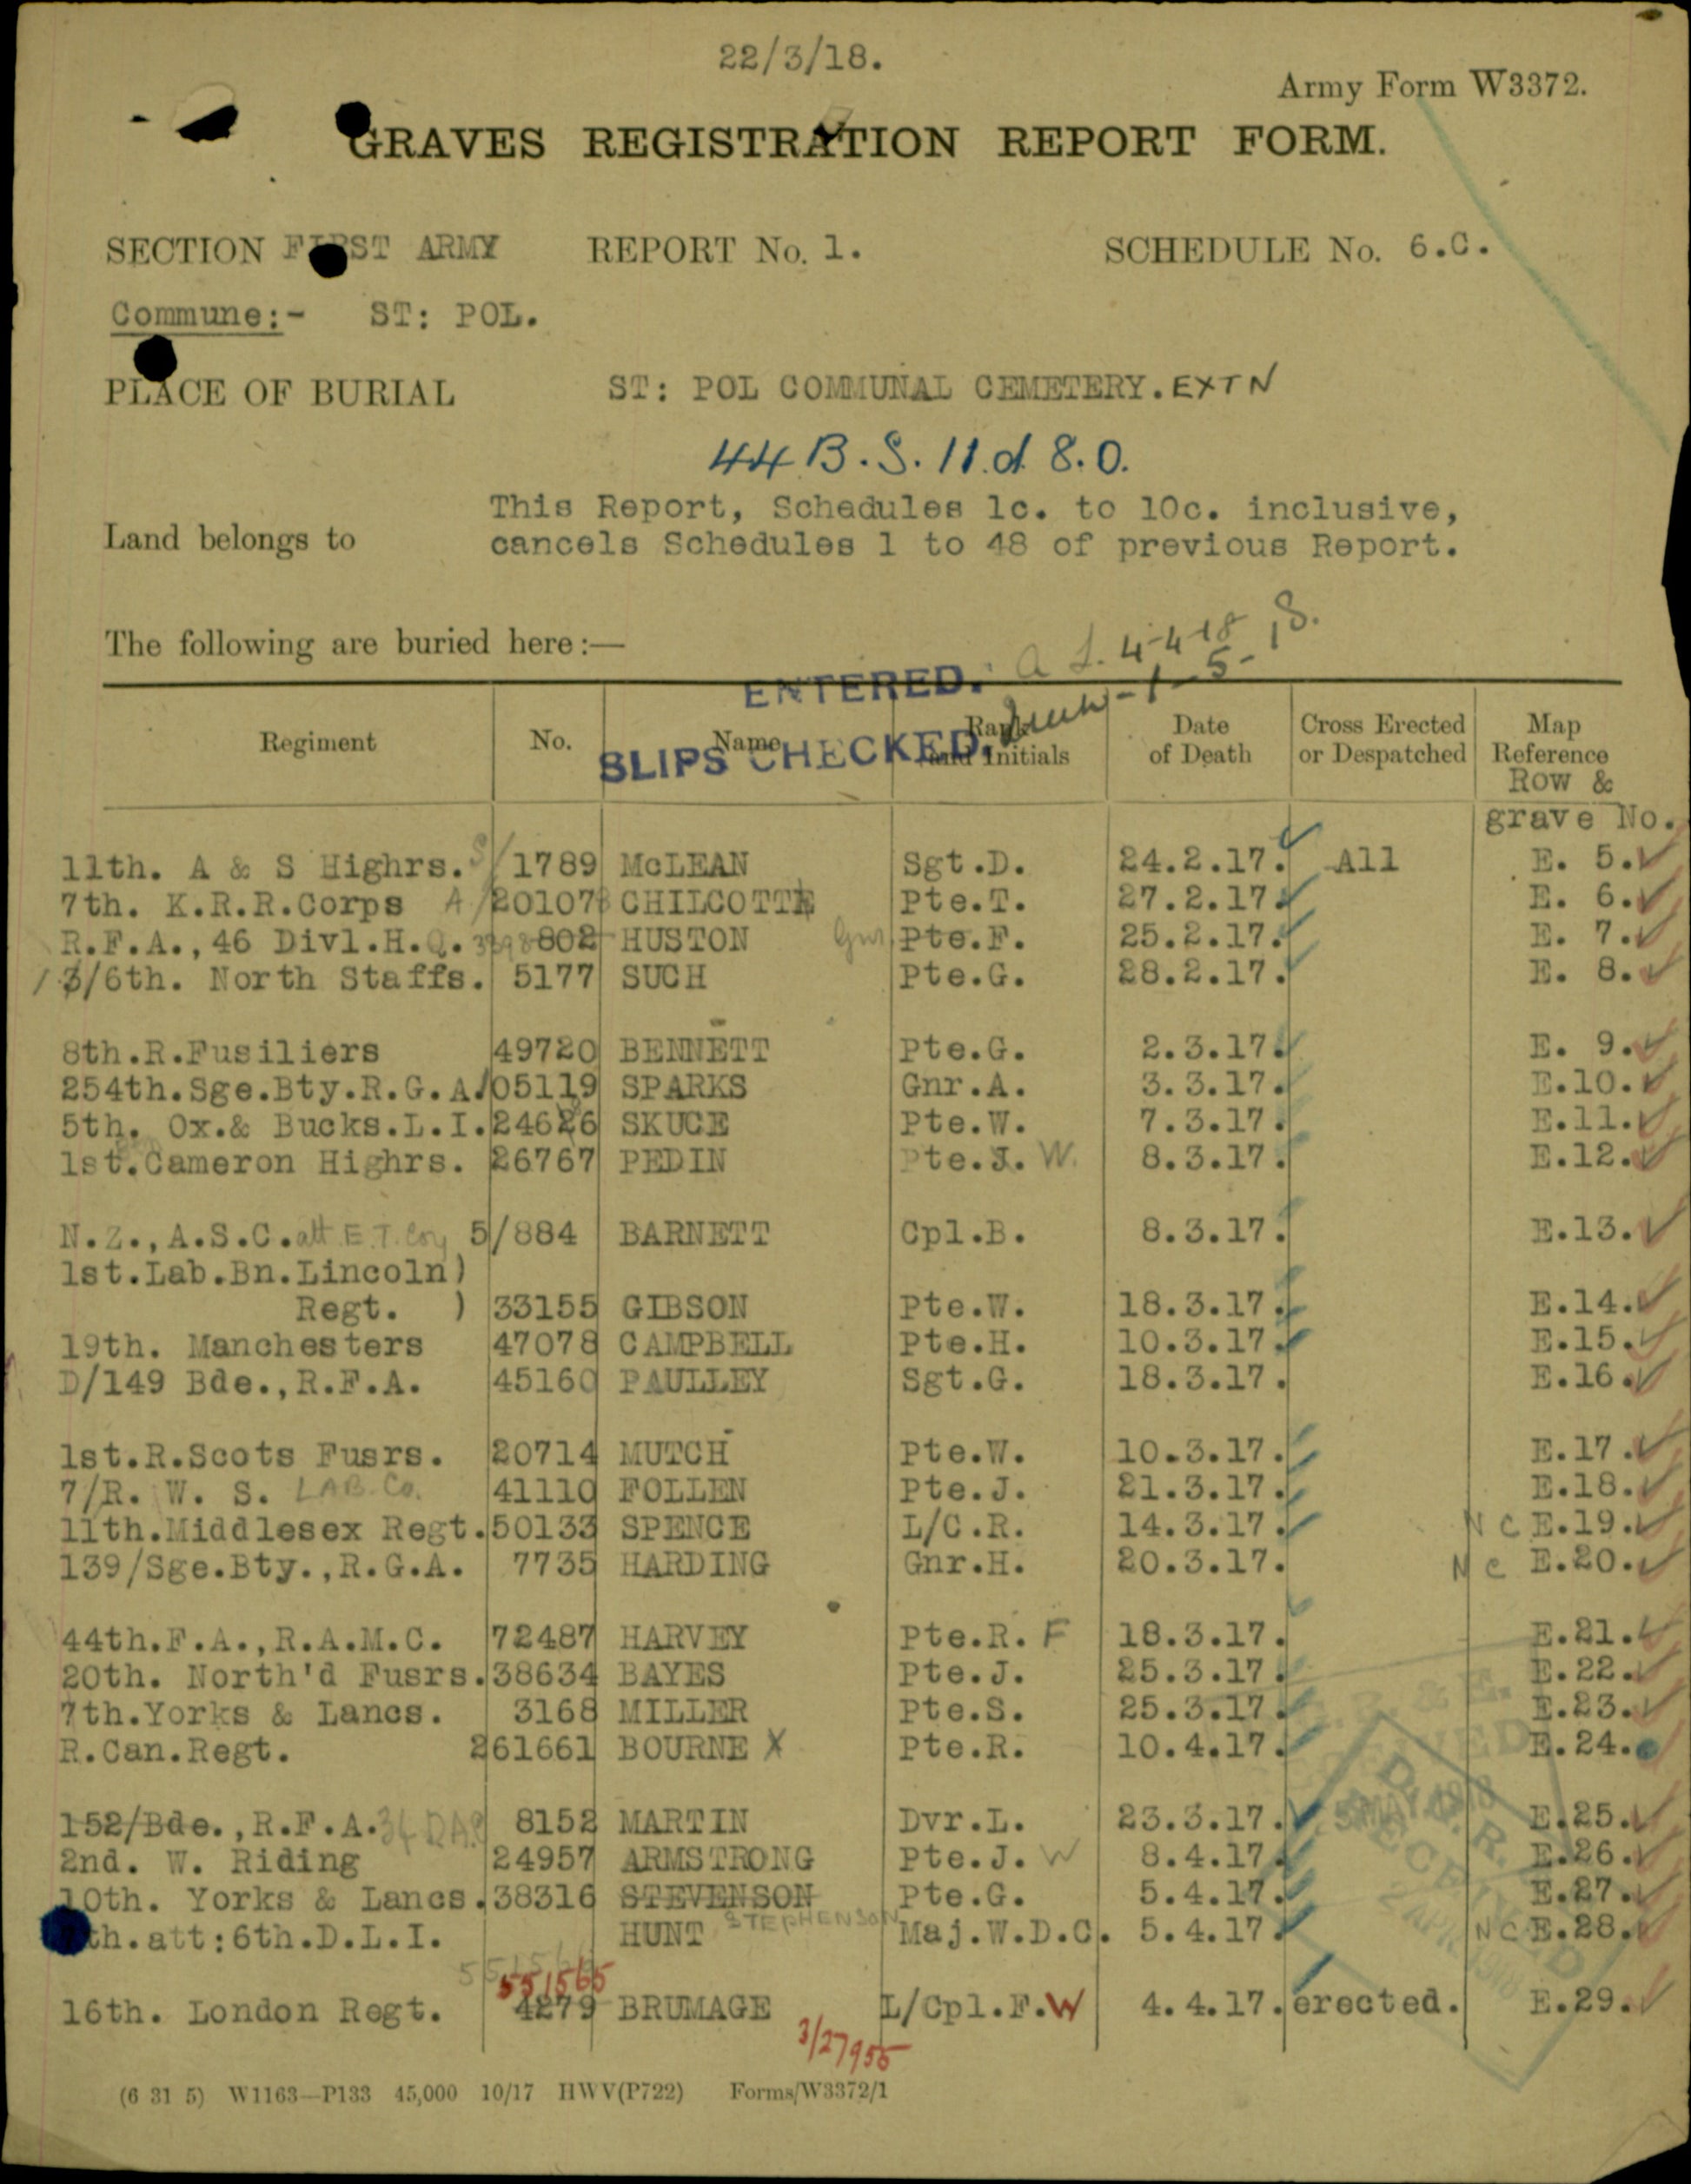 22/3/18.
Army Form W3372.
GRAVES REGISTRATION REPORT FORM.
SECTION FIRST ARMY REPORT No. 1. SCHEDULE No. 6.C.
Commune:- ST: POL.
PLACE OF BURIAL ST: POL COMMUNAL CEMETERY. EXTN
44.B.S.11.d.8.0.
This Report, Schedules 1c. to 10c. inclusive,
Land belongs to cancels Schedules 1 to 48 of previous Report.
The following are buried here:—
ENTERED. 4-4-18
1-5-18.
SLIPS CHECKED.
Regiment No. Name Rank and Initials Date of Death Cross Erected or Despatched Map Reference
Row &
grave No.
11th. A & S Highrs. S/ 1789 McLEAN Sgt.D. 24.2.17. All E. 5.
7th. K.R.R.Corps A/ 20107 CHILCOTTE Pte.T. 27.2.17. E. 6.
R.F.A.,46 Divl.H.Q. 802 HUSTON Gnr. Pte.F. 25.2.17. E. 7.
3/6th. North Staffs. 5177 SUCH Pte.G. 28.2.17. E. 8.
8th.R.Fusiliers 49720 BENNETT Pte.G. 2.3.17. E. 9.
254th.Sge.Bty.R.G.A. 105119 SPARKS Gnr.A. 3.3.17. E.10.
5th. Ox.& Bucks.L.I. 24626 SKUCE Pte.W. 7.3.17. E.11.
1st.Cameron Highrs. 26767 PEDIN Pte.J. W. 8.3.17. E.12.
N.Z.,A.S.C. att E.T. Coy 5/884 BARNETT Cpl.B. 8.3.17. E.13.
1st.Lab.Bn.Lincoln)
Regt. ) 33155 GIBSON Pte.W. 18.3.17. E.14.
19th. Manchesters 47078 CAMPBELL Pte.H. 10.3.17. E.15.
D/149 Bde.,R.F.A. 45160 PAULLEY Sgt.G. 18.3.17. E.16.
1st.R.Scots Fusrs. 20714 MUTCH Pte.W. 10.3.17. E.17.
7/R. W. S. LAB. Co. 41110 FOLLEN Pte.J. 21.3.17. E.18.
11th.Middlesex Regt. 50133 SPENCE L/C.R. 14.3.17. N C E.19.
139/Sge.Bty.,R.G.A. 7735 HARDING Gnr.H. 20.3.17. N C E.20.
44th.F.A.,R.A.M.C. 72487 HARVEY Pte.R. F 18.3.17. E.21.
20th. North'd Fusrs. 38634 BAYES Pte.J. 25.3.17. E.22.
7th.Yorks & Lancs. 3168 MILLER Pte.S. 25.3.17. E.23.
R.Can.Regt. 261661 BOURNE X Pte.R. 10.4.17. E.24.
152/Bde.,R.F.A. 34 D.A.C 8152 MARTIN Dvr.L. 23.3.17. E.25.
2nd. W. Riding 24957 ARMSTRONG Pte.J. W 8.4.17. E.26.
10th. Yorks & Lancs. 38316 STEVENSON Pte.G. 5.4.17. E.27.
STEPHENSON
th.att:6th.D.L.I. HUNT Maj.W.D.C. 5.4.17. N C E.28.
551565
16th. London Regt. 4279 BRUMAGE L/Cpl.F.W 4.4.17. erected. E.29.
3/27955
(6 31 5) W1163—P133 45,000 10/17 HWV(P722) Forms/W3372/1
D.G.R. & E.
RECEIVED
2 APR 1918